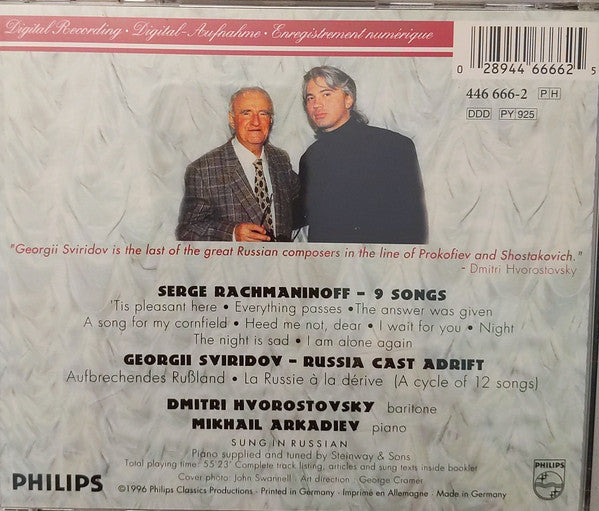 Digital Recording · Digital-Aufnahme · Enregistrement numérique
0 28944 66662 5
446 666-2 PH
DDD PY 925
"Georgii Sviridov is the last of the great Russian composers in the line of Prokofiev and Shostakovich."
- Dmitri Hvorostovsky
SERGE RACHMANINOFF – 9 SONGS
'Tis pleasant here • Everything passes • The answer was given
A song for my cornfield • Heed me not, dear • I wait for you • Night
The night is sad • I am alone again
GEORGII SVIRIDOV – RUSSIA CAST ADRIFT
Aufbrechendes Rußland • La Russie à la dérive (A cycle of 12 songs)
DMITRI HVOROSTOVSKY baritone
MIKHAIL ARKADIEV piano
SUNG IN RUSSIAN
Piano supplied and tuned by Steinway & Sons
Total playing time: 55'23" Complete track listing, articles and sung texts inside booklet
Cover photo: John Swannell · Art direction : George Cramer
©1996 Philips Classics Productions · Printed in Germany · Imprimé en Allemagne · Made in Germany
PHILIPS
PHILIPS